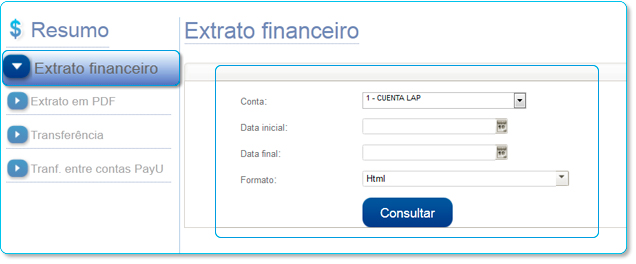 $ Resumo
Extrato financeiro
Extrato em PDF
Transferência
Tranf. entre contas PayU
Extrato financeiro
Conta: 1 - CUENTA LAP
Data inicial:
Data final:
Formato: Html
Consultar